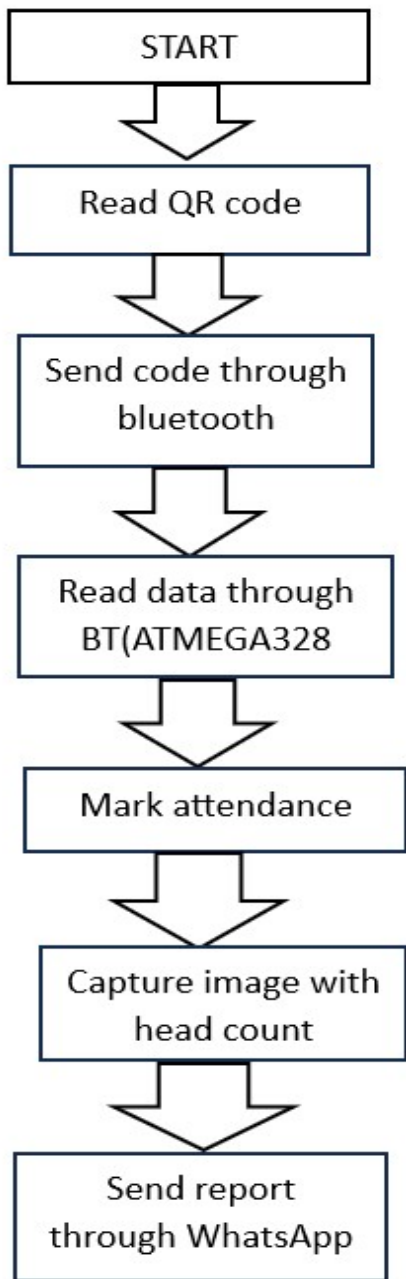 START
Read QR code
Send code through
bluetooth
Read data through
BT(ATMEGA328
Mark attendance
Capture image with
head count
Send report
through WhatsApp